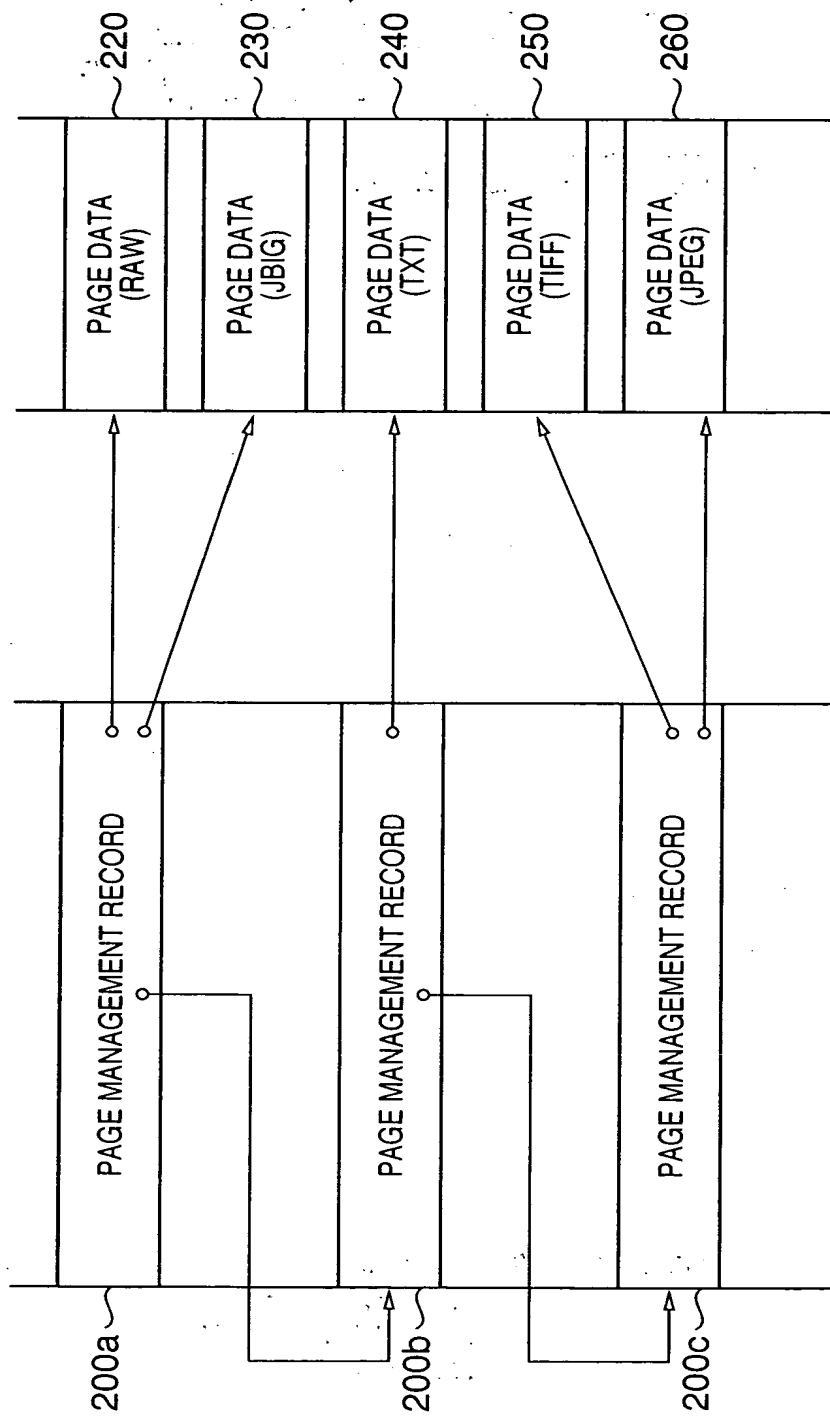 200a
PAGE MANAGEMENT RECORD
200b
PAGE MANAGEMENT RECORD
200c
PAGE MANAGEMENT RECORD
PAGE DATA
(RAW)
220
PAGE DATA
(JBIG)
230
PAGE DATA
(TXT)
240
PAGE DATA
(TIFF)
250
PAGE DATA
(JPEG)
260